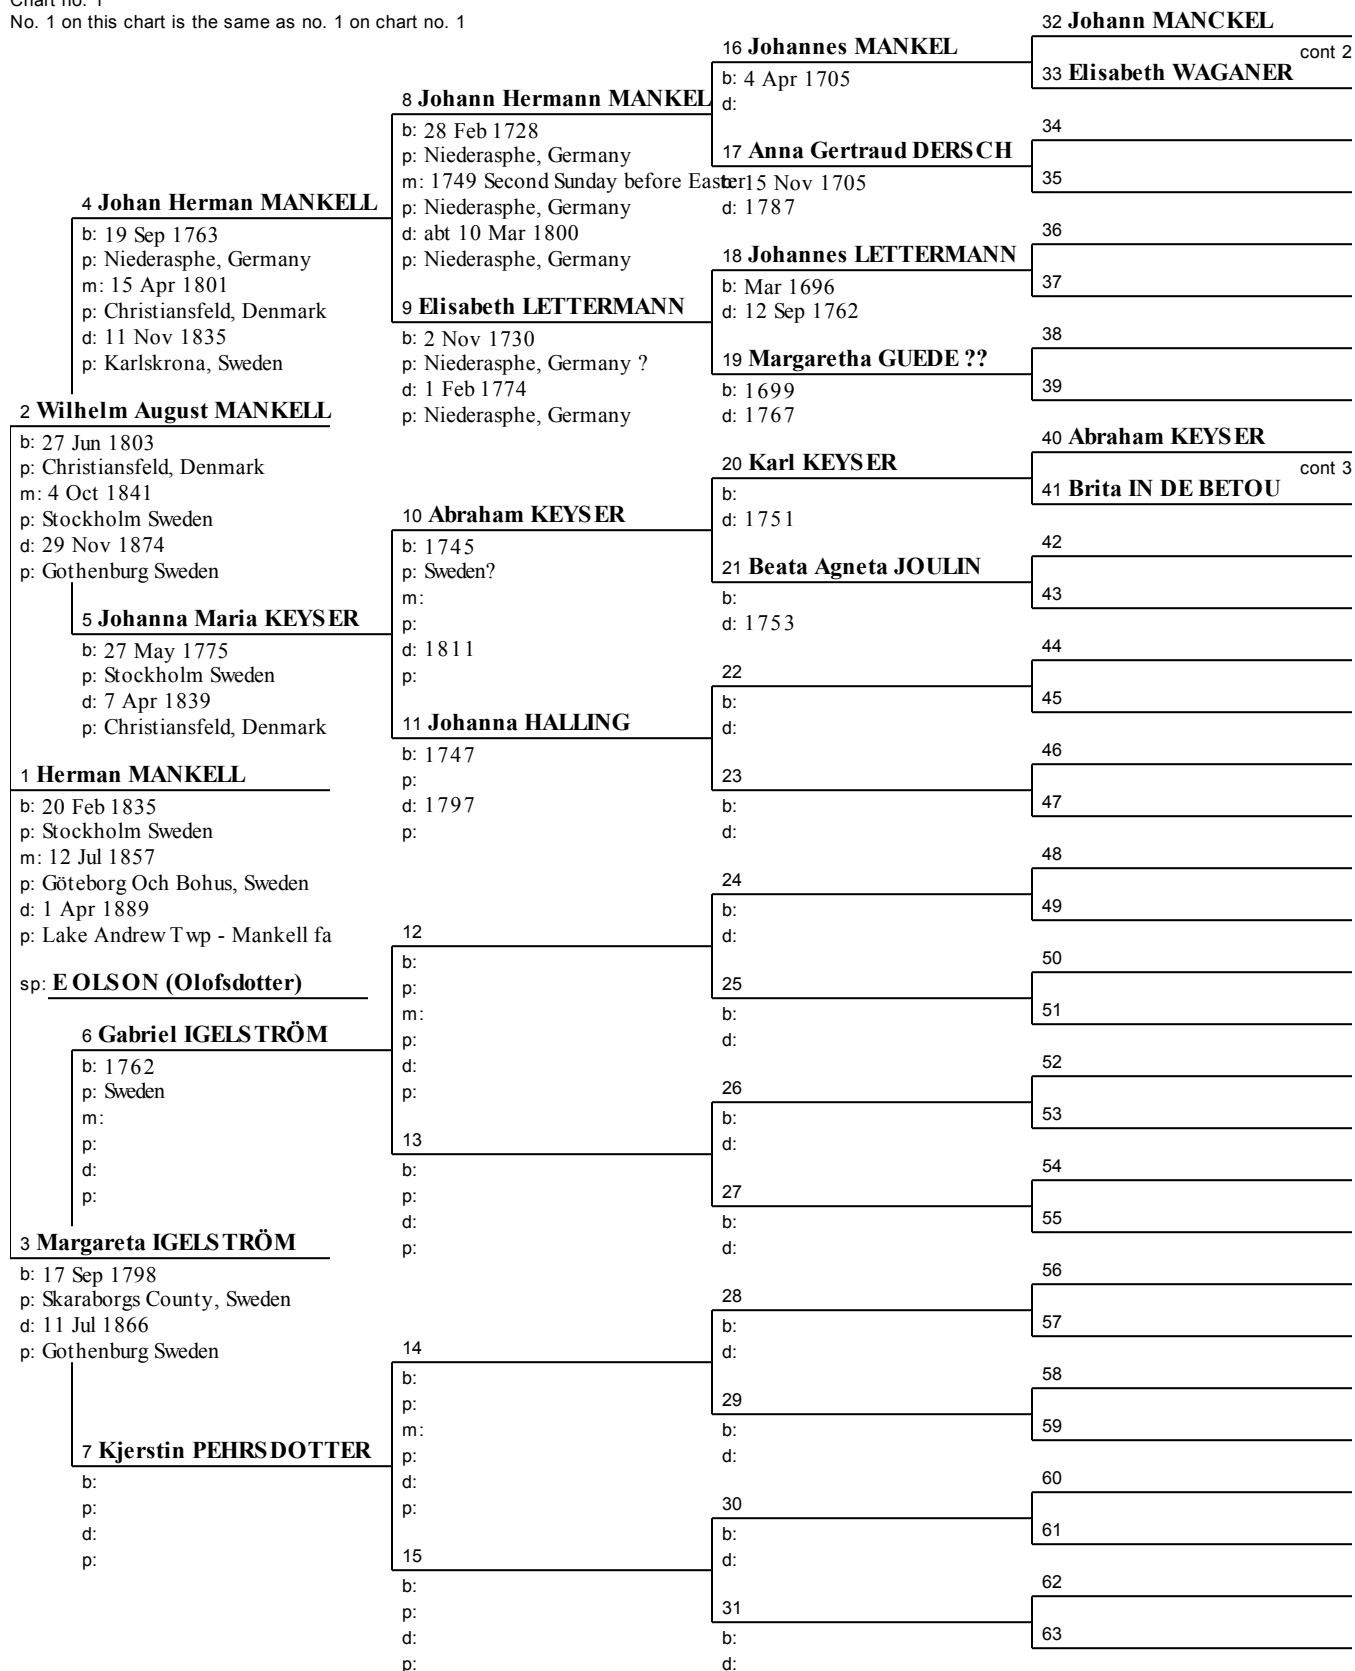 Chart no. 1
No. 1 on this chart is the same as no. 1 on chart no. 1
4 Johan Herman MANKELL
b: 19 Sep 1763
p: Niederasphe, Germany
m: 15 Apr 1801
p: Christiansfeld, Denmark
d: 11 Nov 1835
p: Karlskrona, Sweden
2 Wilhelm August MANKELL
b: 27 Jun 1803
p: Christiansfeld, Denmark
m: 4 Oct 1841
p: Stockholm Sweden
d: 29 Nov 1874
p: Gothenburg Sweden
5 Johanna Maria KEYSER
b: 27 May 1775
p: Stockholm Sweden
d: 7 Apr 1839
p: Christiansfeld, Denmark
1 Herman MANKELL
b: 20 Feb 1835
p: Stockholm Sweden
m: 12 Jul 1857
p: Göteborg Och Bohus, Sweden
d: 1 Apr 1889
p: Lake Andrew Twp - Mankell fa
sp: E OLSON (Olofsdotter)
6 Gabriel IGELSTRÖM
b: 1762
p: Sweden
m:
p:
d:
p:
3 Margareta IGELSTRÖM
b: 17 Sep 1798
p: Skaraborgs County, Sweden
d: 11 Jul 1866
p: Gothenburg Sweden
7 Kjerstin PEHRSDOTTER
b:
p:
d:
p:
8 Johann Hermann MANKEL
b: 28 Feb 1728
p: Niederasphe, Germany
m: 1749 Second Sunday before Easter
p: Niederasphe, Germany
d: abt 10 Mar 1800
p: Niederasphe, Germany
9 Elisabeth LETTERMANN
b: 2 Nov 1730
p: Niederasphe, Germany ?
d: 1 Feb 1774
p: Niederasphe, Germany
10 Abraham KEYSER
b: 1745
p: Sweden?
m:
p:
d: 1811
p:
11 Johanna HALLING
b: 1747
p:
d: 1797
p:
12
b:
p:
m:
p:
d:
p:
13
b:
p:
d:
p:
14
b:
p:
m:
p:
d:
p:
15
b:
p:
d:
p:
16 Johannes MANKEL
b: 4 Apr 1705
d:
17 Anna Gertraud DERSCH
b: 15 Nov 1705
d: 1787
18 Johannes LETTERMANN
b: Mar 1696
d: 12 Sep 1762
19 Margaretha GUEDE ??
b: 1699
d: 1767
20 Karl KEYSER
b:
d: 1751
21 Beata Agneta JOULIN
b:
d: 1753
22
b:
d:
23
b:
d:
24
b:
d:
25
b:
d:
26
b:
d:
27
b:
d:
28
b:
d:
29
b:
d:
30
b:
d:
31
b:
d:
32 Johann MANCKEL
cont 2
33 Elisabeth WAGANER
34
35
36
37
38
39
40 Abraham KEYSER
cont 3
41 Brita IN DE BETOU
42
43
44
45
46
47
48
49
50
51
52
53
54
55
56
57
58
59
60
61
62
63